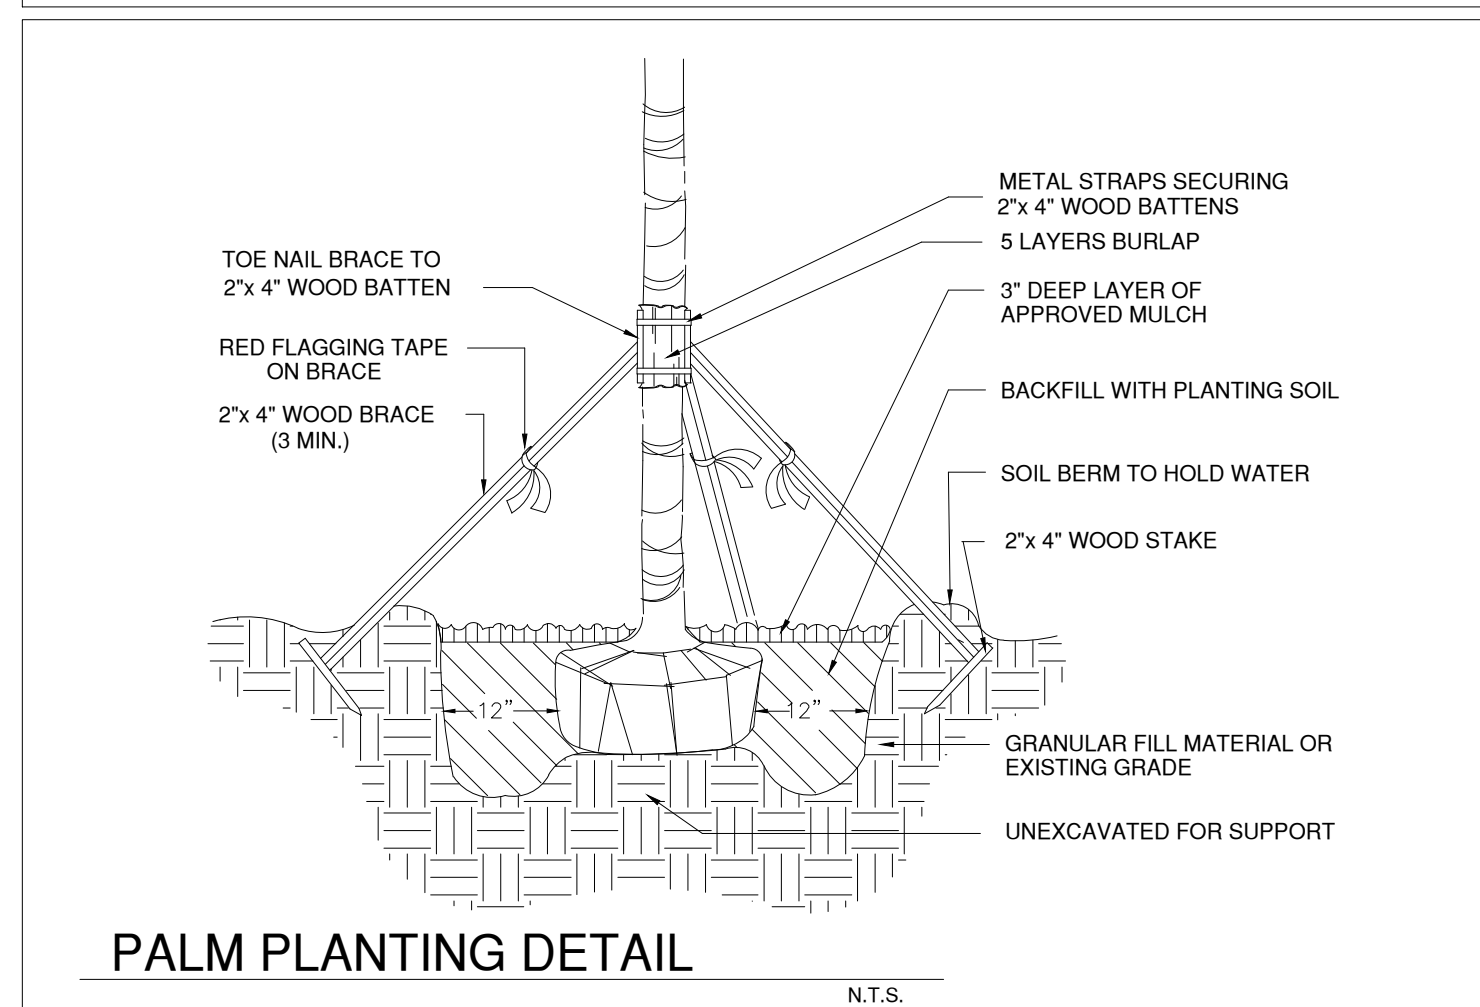 TOE NAIL BRACE TO
2"x 4" WOOD BATTEN
RED FLAGGING TAPE
ON BRACE
2"x 4" WOOD BRACE
(3 MIN.)
METAL STRAPS SECURING
2"x 4" WOOD BATTENS
5 LAYERS BURLAP
3" DEEP LAYER OF
APPROVED MULCH
BACKFILL WITH PLANTING SOIL
SOIL BERM TO HOLD WATER
2"x 4" WOOD STAKE
12”
12”
GRANULAR FILL MATERIAL OR
EXISTING GRADE
UNEXCAVATED FOR SUPPORT
PALM PLANTING DETAIL
N.T.S.